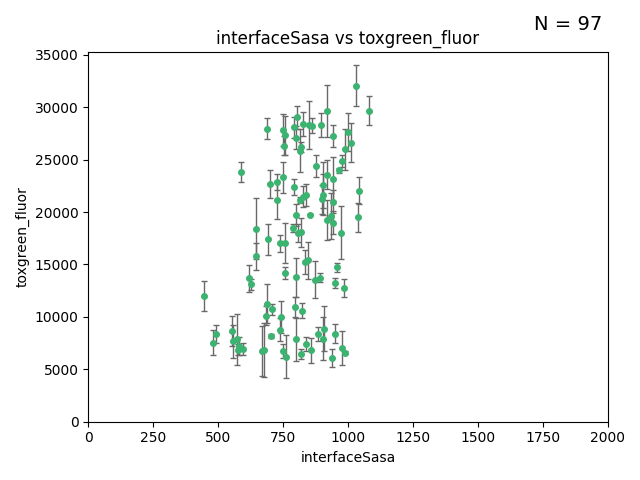 N = 97
interfaceSasa vs toxgreen_fluor
35000
30000
25000
20000
15000
10000
5000
0
toxgreen_fluor
0 250 500 750 1000 1250 1500 1750 2000
interfaceSasa